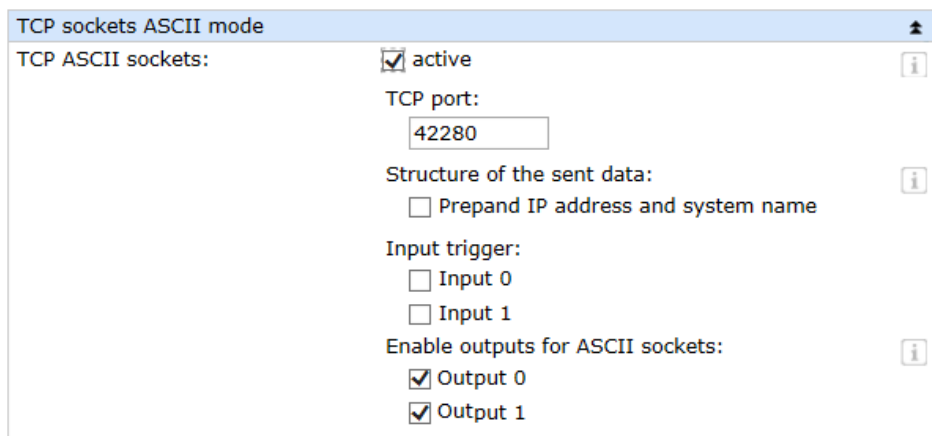 TCP sockets ASCII mode
TCP ASCII sockets: active
TCP port:
42280
Structure of the sent data:
Prepand IP address and system name
Input trigger:
Input 0
Input 1
Enable outputs for ASCII sockets:
Output 0
Output 1